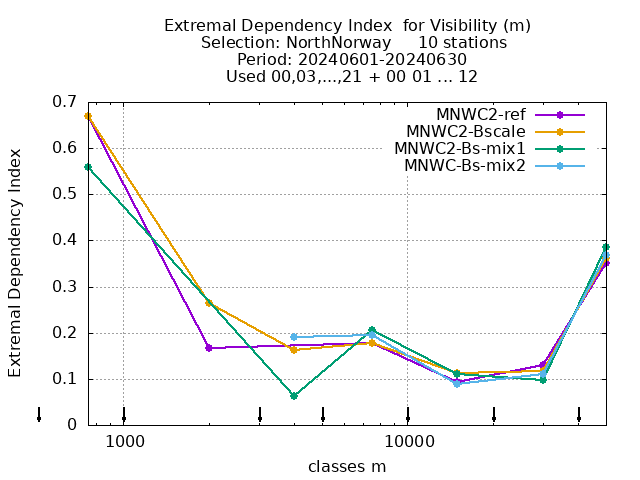 Extremal Dependency Index  for Visibility (m)
Selection: NorthNorway     10 stations
Period: 20240601-20240630
Used 00,03,...,21 + 00 01 ... 12
MNWC2-ref
MNWC2-Bscale
MNWC2-Bs-mix1
MNWC-Bs-mix2
Extremal Dependency Index
0.7
0.6
0.5
0.4
0.3
0.2
0.1
0
1000
10000
classes m